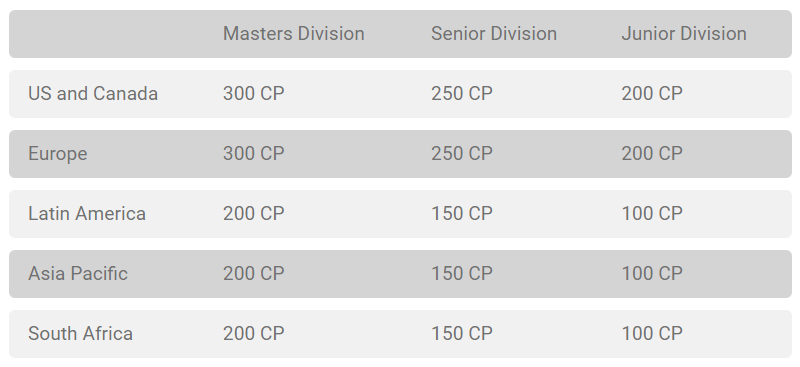 Masters Division Senior Division Junior Division
US and Canada 300 CP 250 CP 200 CP
Europe 300 CP 250 CP 200 CP
Latin America 200 CP 150 CP 100 CP
Asia Pacific 200 CP 150 CP 100 CP
South Africa 200 CP 150 CP 100 CP